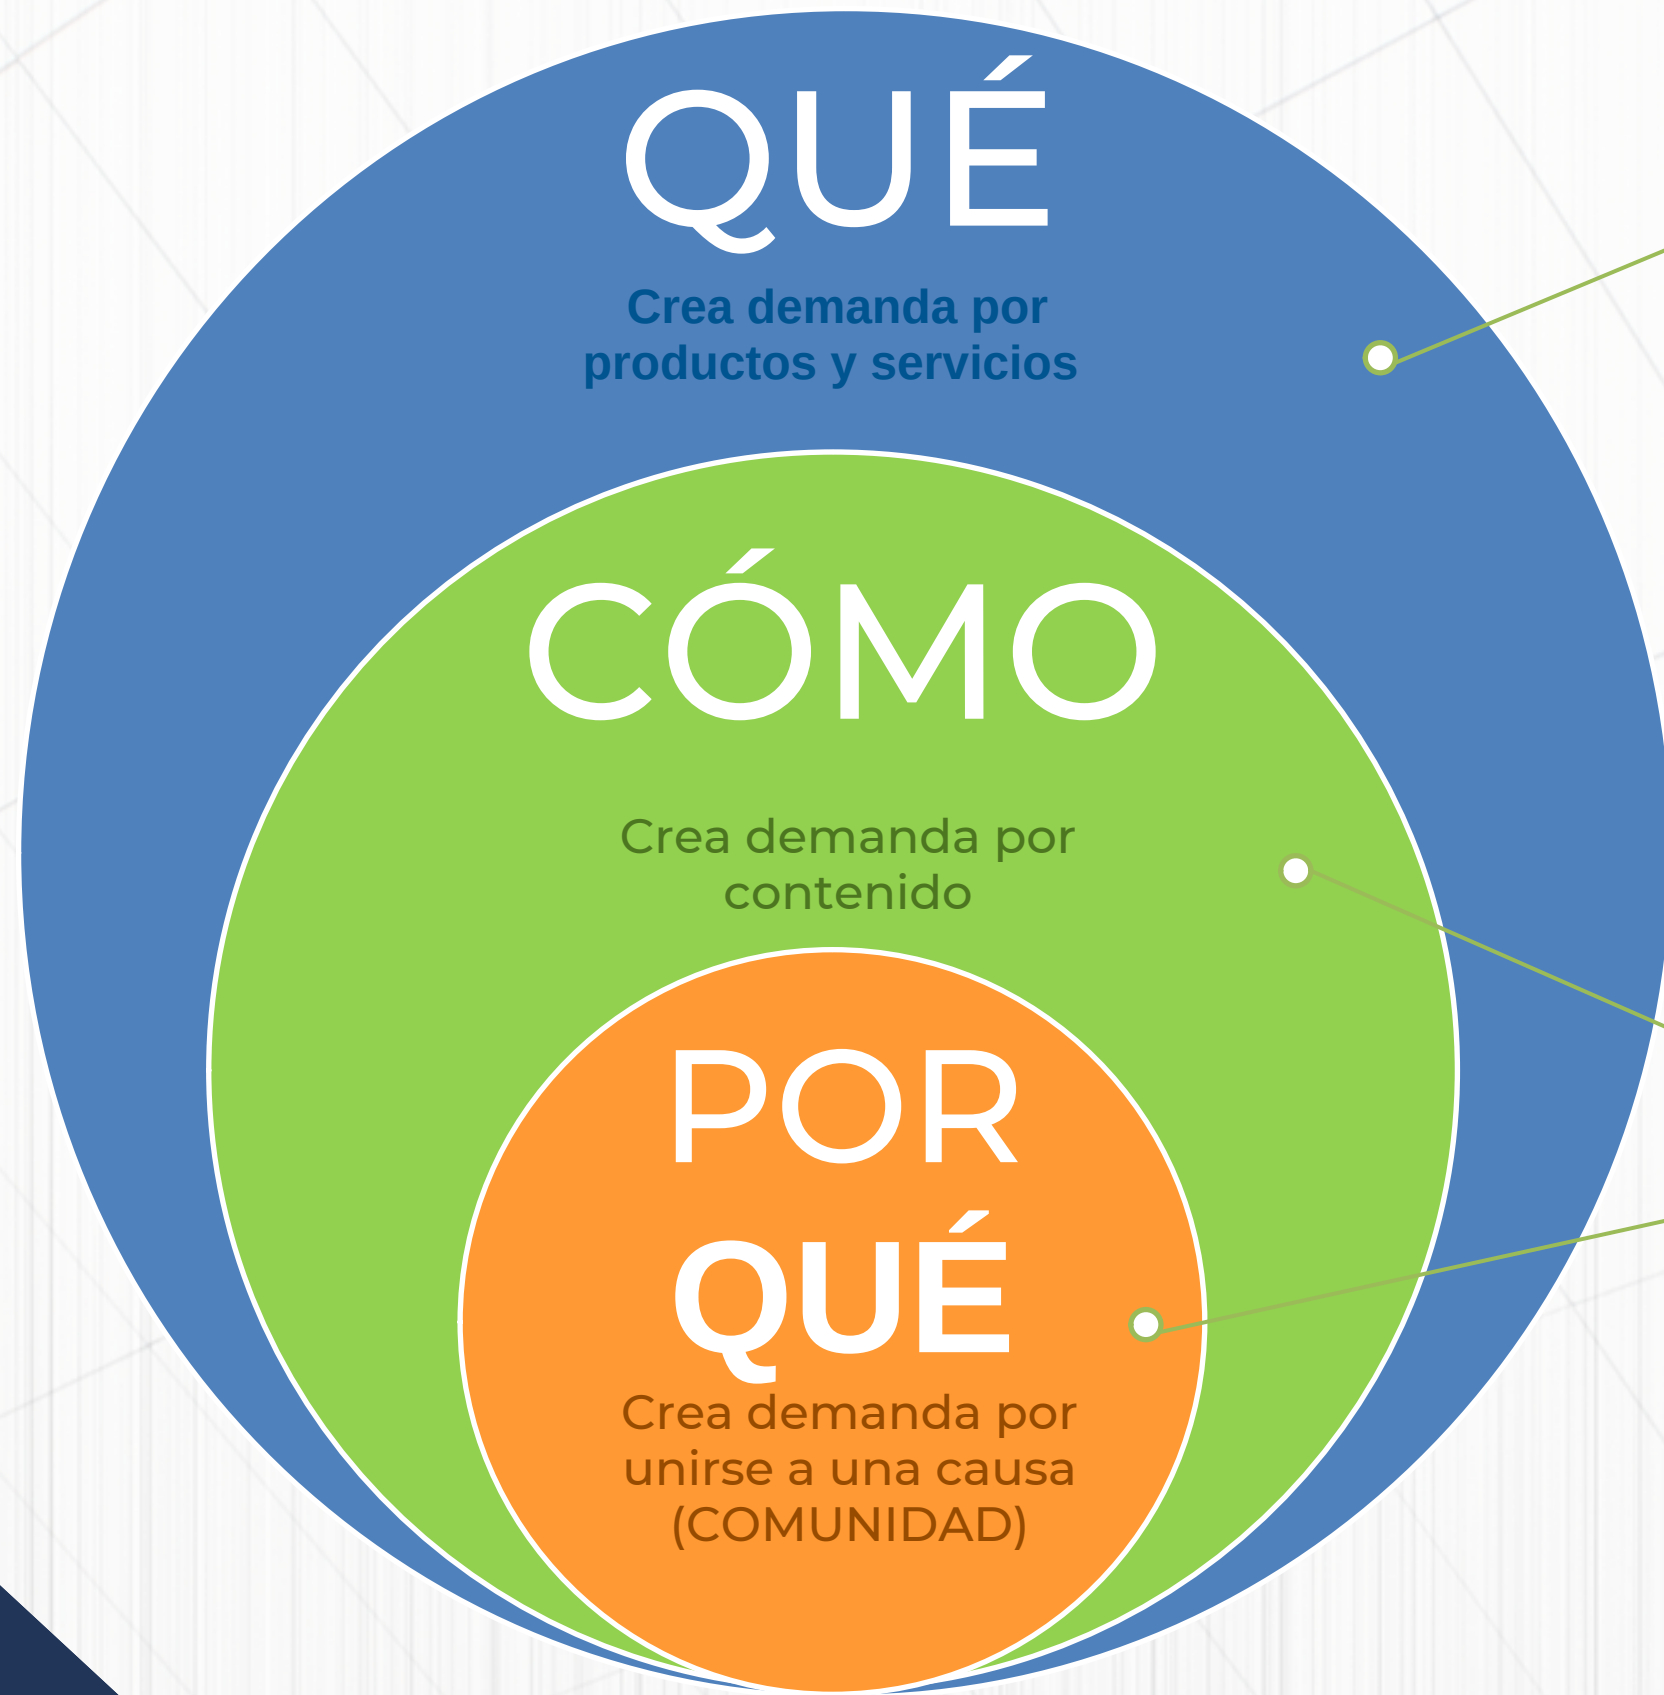 QUÉ
Crea demanda por
productos y servicios
CÓMO
Crea demanda por
contenido
POR
QUÉ
Crea demanda por
unirse a una causa
(COMUNIDAD)